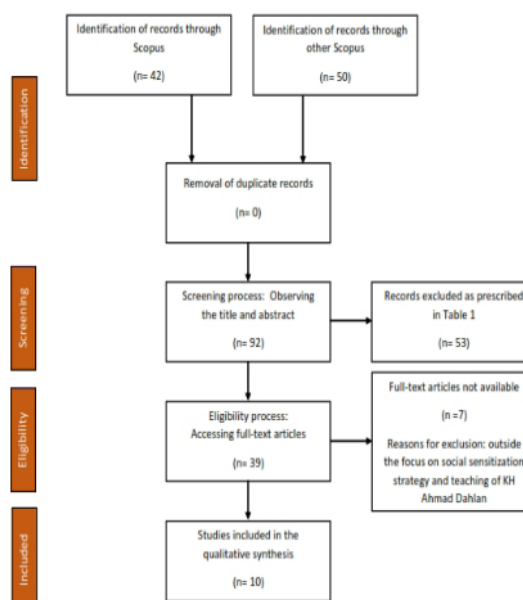 Identification of records through
Scopus
(n= 42)
Identification of records through
other Scopus
(n= 50)
Identification
Removal of duplicate records
(n= 0)
Screening
Screening process:  Observing
the title and abstract
(n= 92)
Records excluded as prescribed
in Table 1
(n= 53)
Eligibility
Eligibility process:
Accessing full-text articles
(n= 39)
Full-text articles not available
(n =7)
Reasons for exclusion: outside
the focus on social sensitization
strategy and teaching of KH
Ahmad Dahlan
Included
Studies included in the
qualitative synthesis
(n= 10)